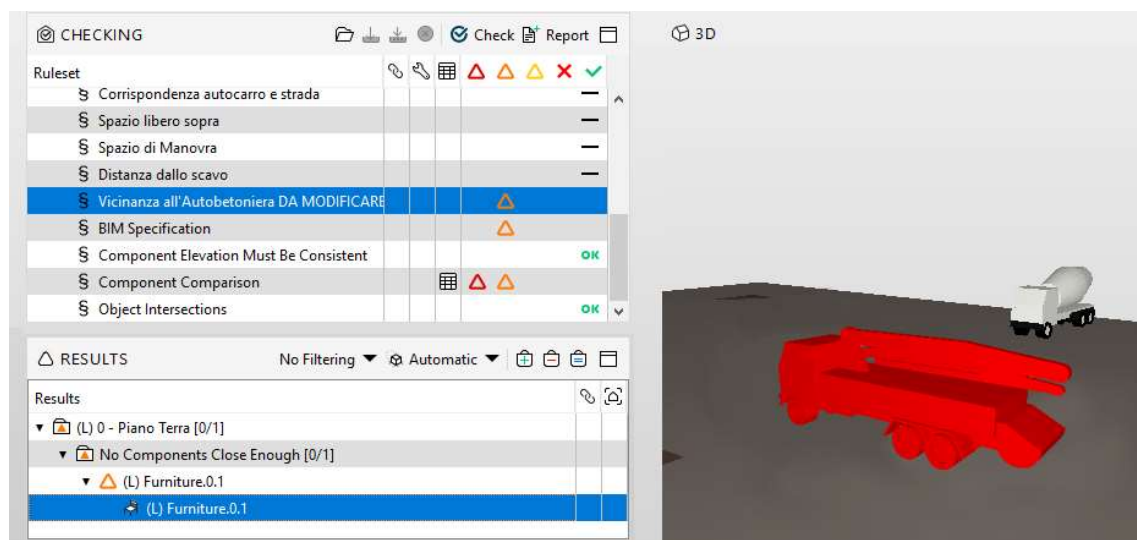 CHECKING Check Report
3D
Ruleset
§ Corrispondenza autocarro e strada
§ Spazio libero sopra
§ Spazio di Manovra
§ Distanza dallo scavo
§ Vicinanza all'Autobetoniera DA MODIFICARE
§ BIM Specification
§ Component Elevation Must Be Consistent OK
§ Component Comparison
§ Object Intersections OK
RESULTS No Filtering Automatic
Results
(L) 0 - Piano Terra [0/1]
No Components Close Enough [0/1]
(L) Furniture.0.1
(L) Furniture.0.1